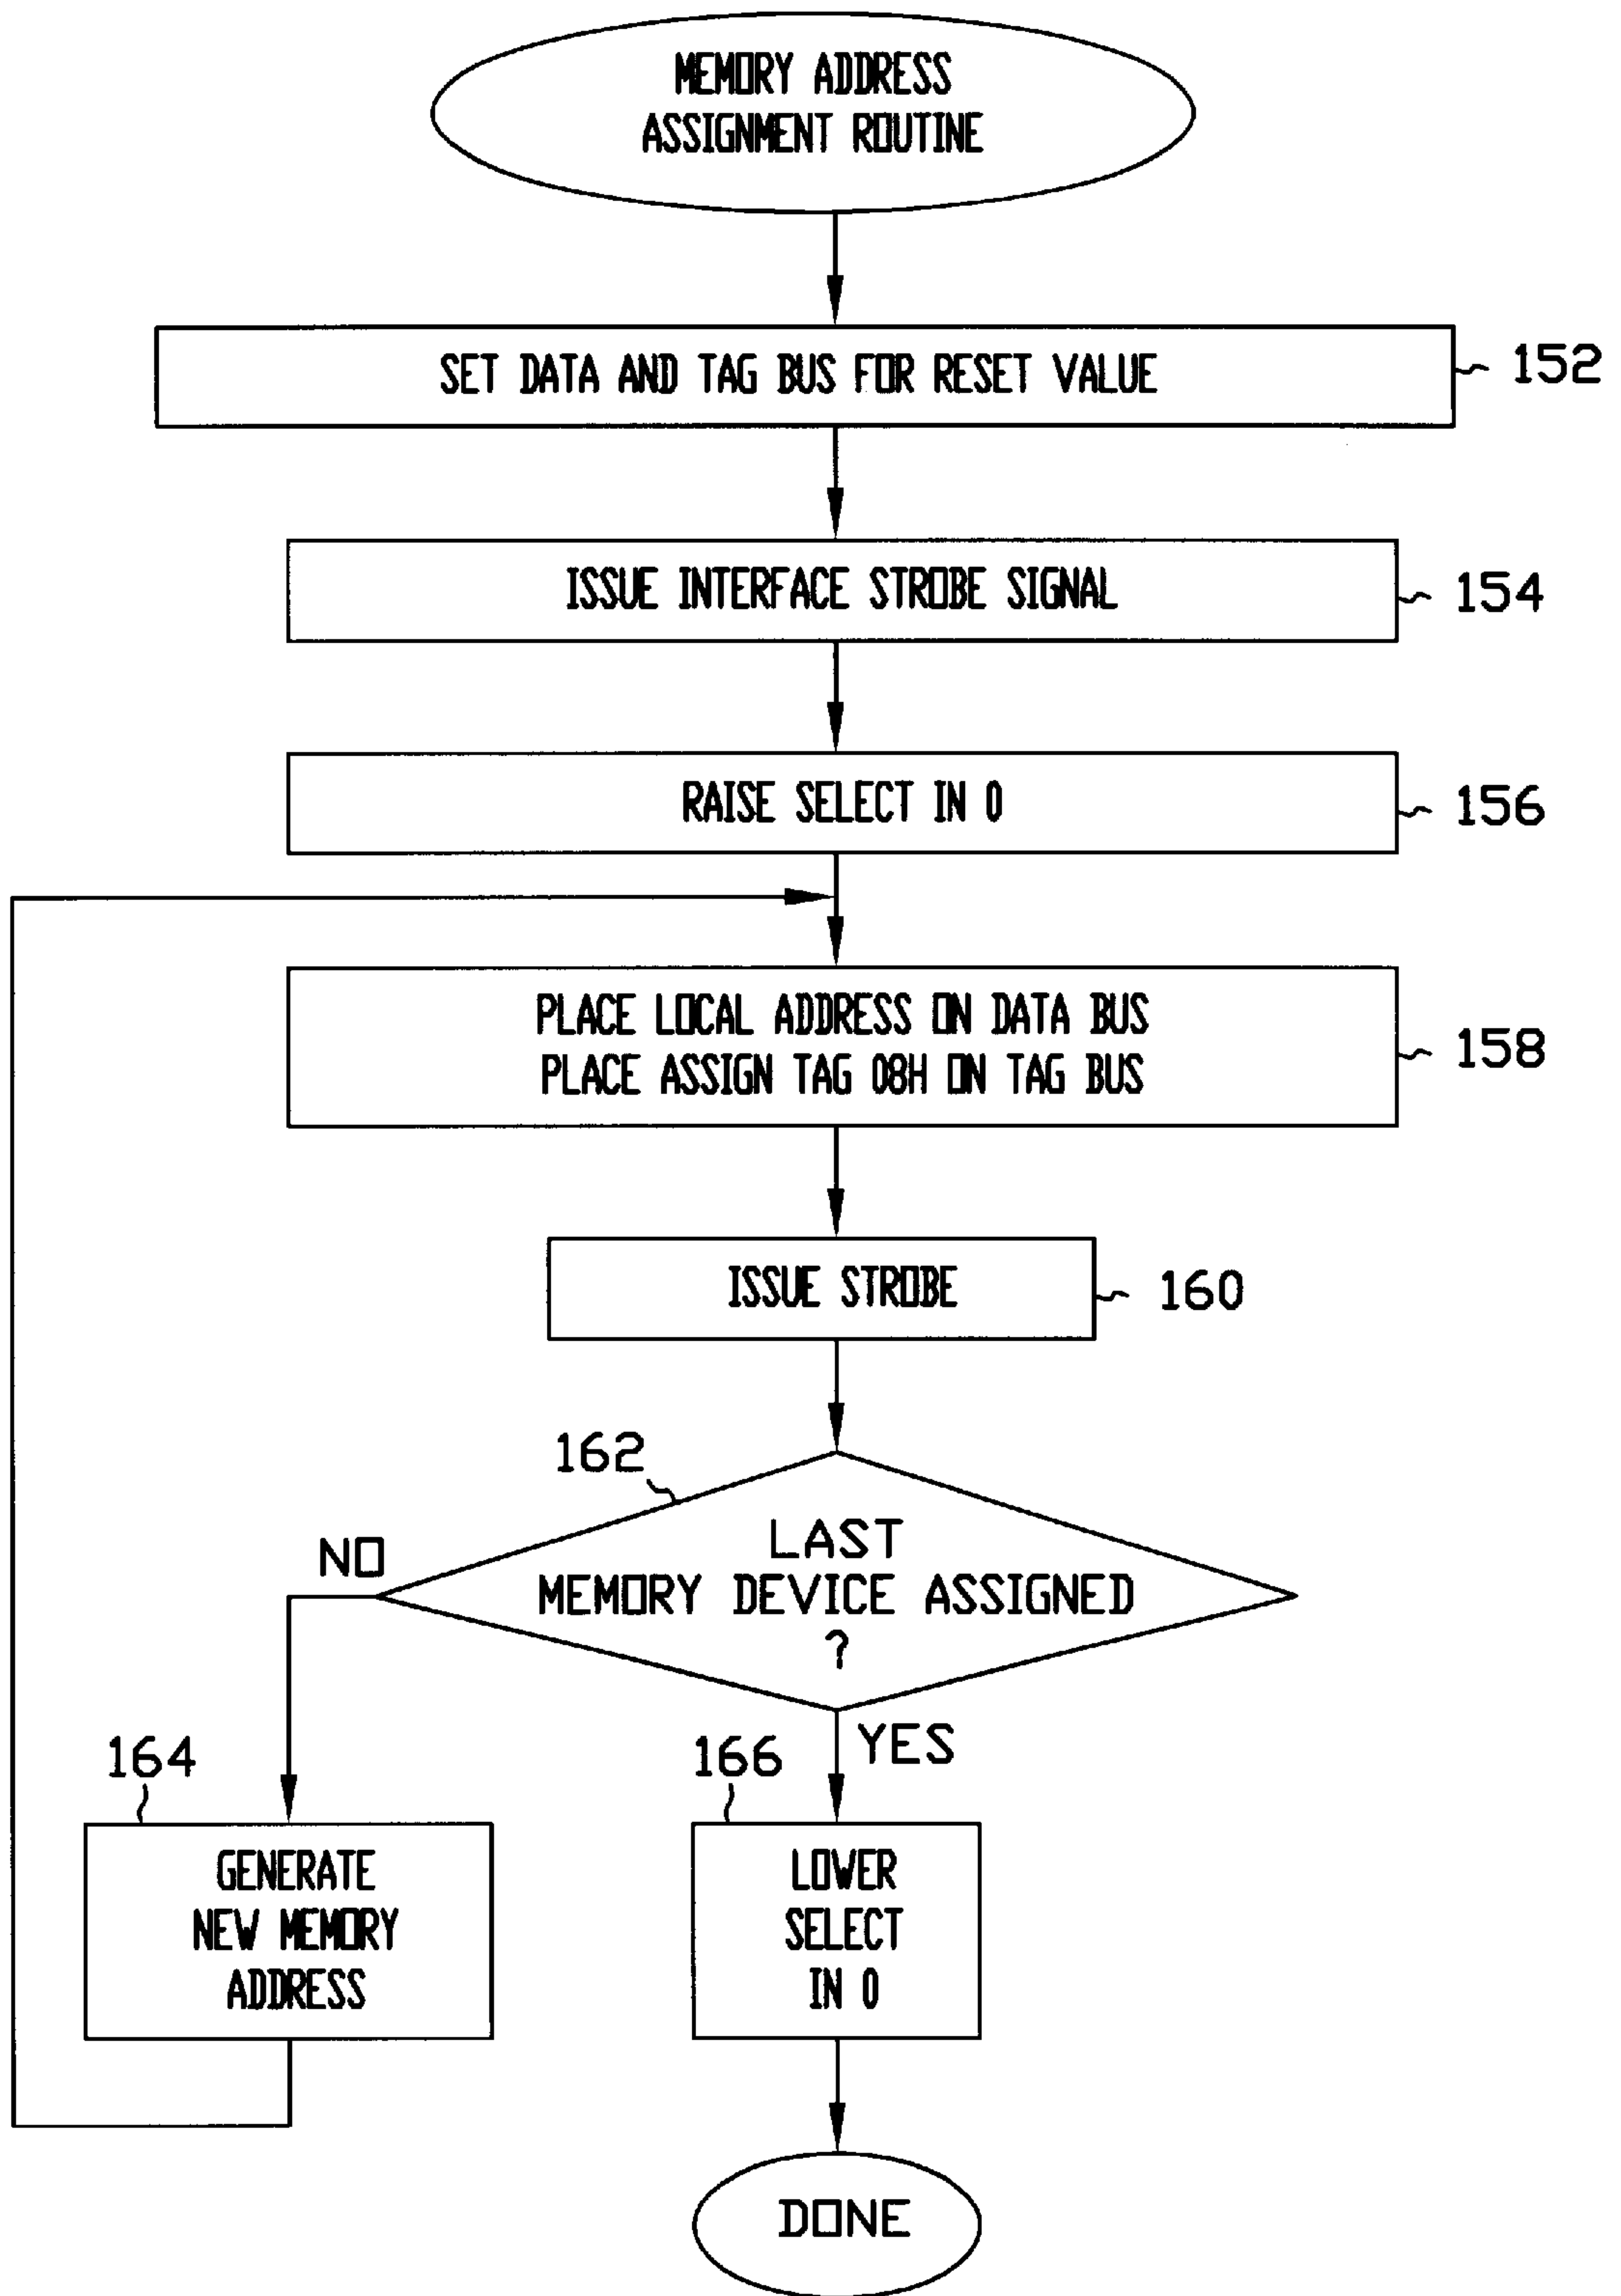 MEMORY ADDRESS
ASSIGNMENT ROUTINE
SET DATA AND TAG BUS FOR RESET VALUE
152
ISSUE INTERFACE STROBE SIGNAL
154
RAISE SELECT IN 0
156
PLACE LOCAL ADDRESS ON DATA BUS
PLACE ASSIGN TAG 08H ON TAG BUS
158
ISSUE STROBE
160
162
NO
LAST
MEMORY DEVICE ASSIGNED
?
YES
164
GENERATE
NEW MEMORY
ADDRESS
166
LOWER
SELECT
IN 0
DONE